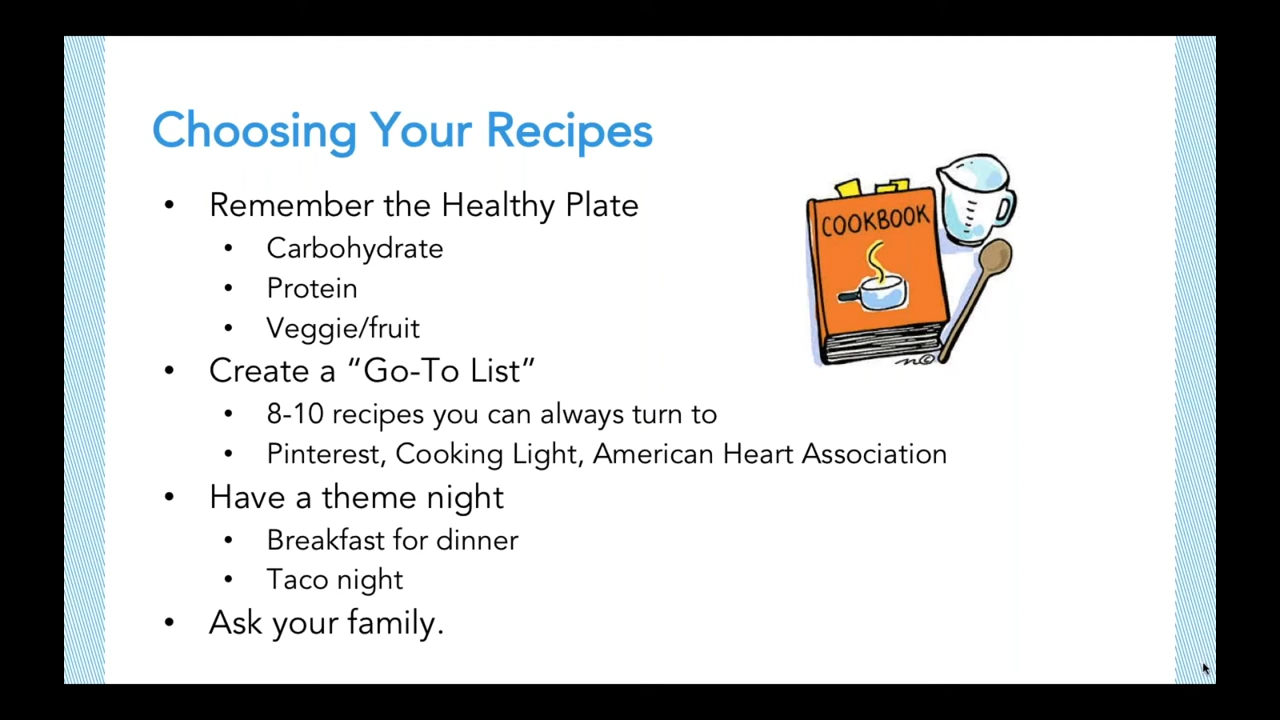 Choosing Your Recipes
• Remember the Healthy Plate
• Carbohydrate
• Protein
• Veggie/fruit
• Create a “Go-To List”
• 8-10 recipes you can always turn to
• Pinterest, Cooking Light, American Heart Association
• Have a theme night
• Breakfast for dinner
• Taco night
• Ask your family.
COOKBOOK